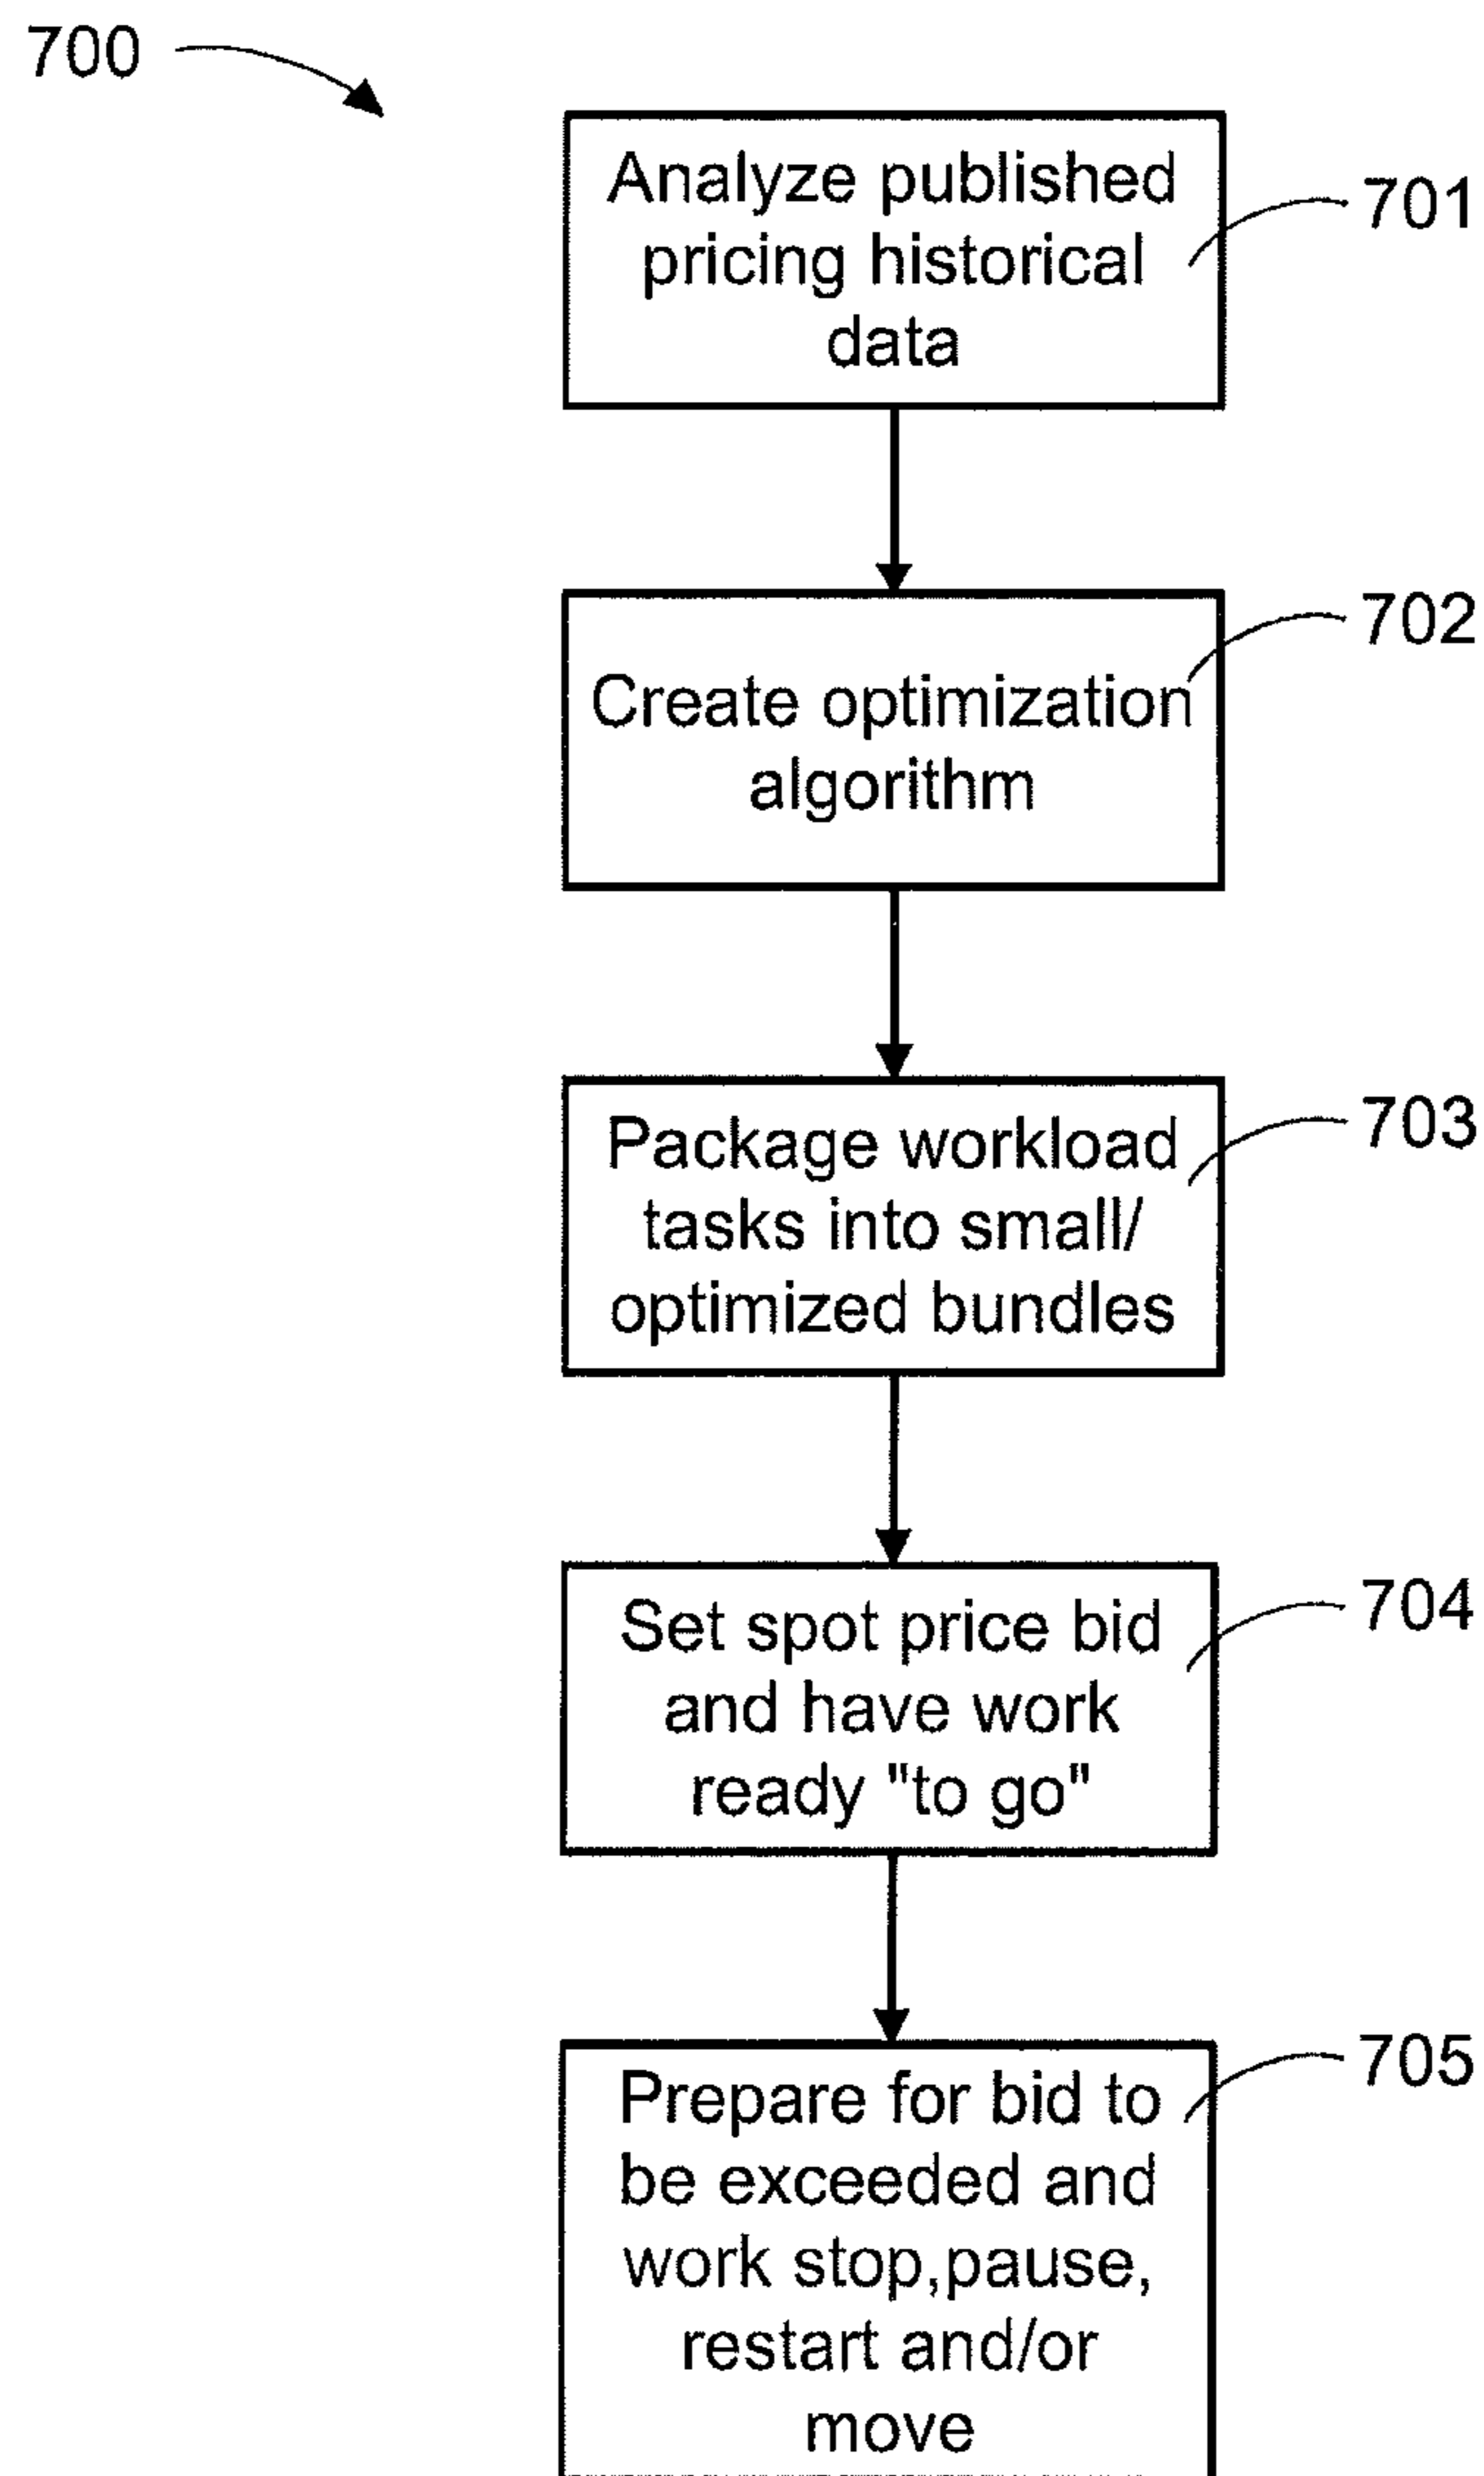 700
Analyze published
pricing historical
data
701
Create optimization
algorithm
702
Package workload
tasks into small/
optimized bundles
703
Set spot price bid
and have work
ready "to go"
704
Prepare for bid to
be exceeded and
work stop,pause,
restart and/or
move
705